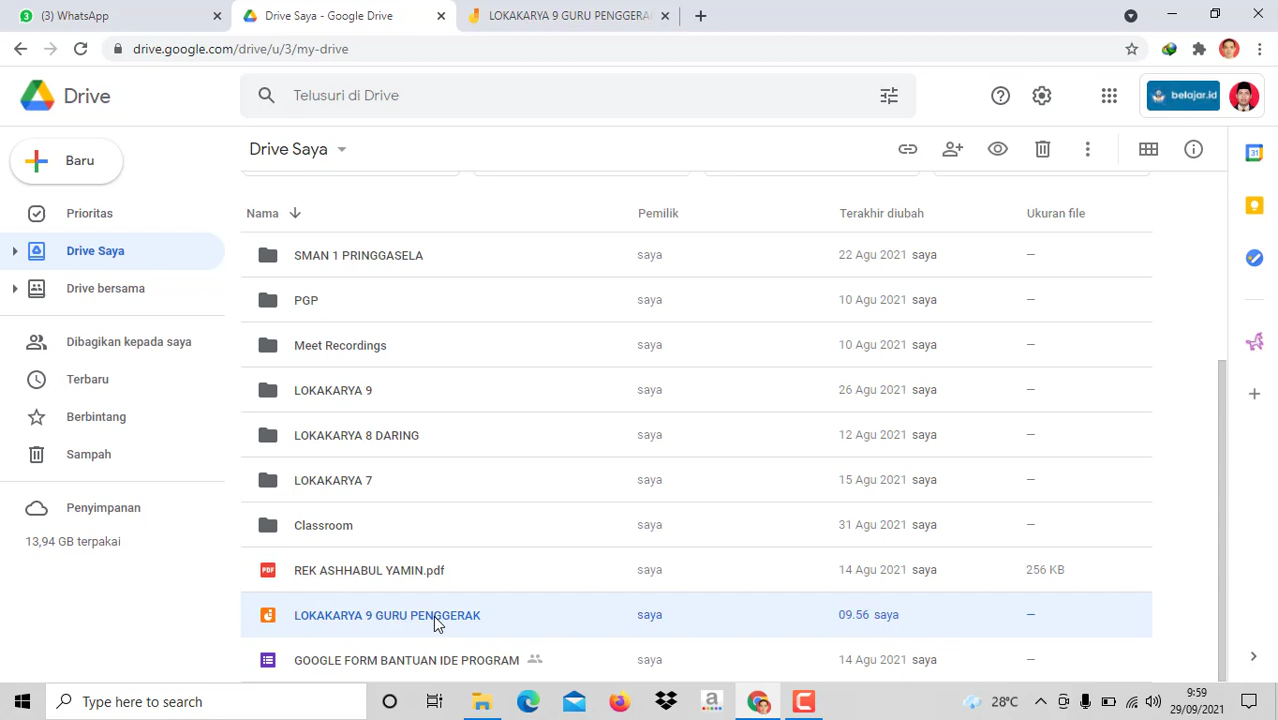 (3) WhatsApp
Drive Saya - Google Drive
LOKAKARYA 9 GURU PENGGERA
drive.google.com/drive/u/3/my-drive
Drive
Telusuri di Drive
belajar.id
Baru
Drive Saya
Prioritas
Drive Saya
Drive bersama
Dibagikan kepada saya
Terbaru
Berbintang
Sampah
Penyimpanan
13,94 GB terpakai
Nama Pemilik Terakhir diubah Ukuran file
SMAN 1 PRINGGASELA saya 22 Agu 2021 saya —
PGP saya 10 Agu 2021 saya —
Meet Recordings saya 10 Agu 2021 saya —
LOKAKARYA 9 saya 26 Agu 2021 saya —
LOKAKARYA 8 DARING saya 12 Agu 2021 saya —
LOKAKARYA 7 saya 15 Agu 2021 saya —
Classroom saya 31 Agu 2021 saya —
PDF REK ASHHABUL YAMIN.pdf saya 14 Agu 2021 saya 256 KB
LOKAKARYA 9 GURU PENGGERAK saya 09.56 saya —
GOOGLE FORM BANTUAN IDE PROGRAM saya 14 Agu 2021 saya —
31
Type here to search
28°C
9:59
29/09/2021